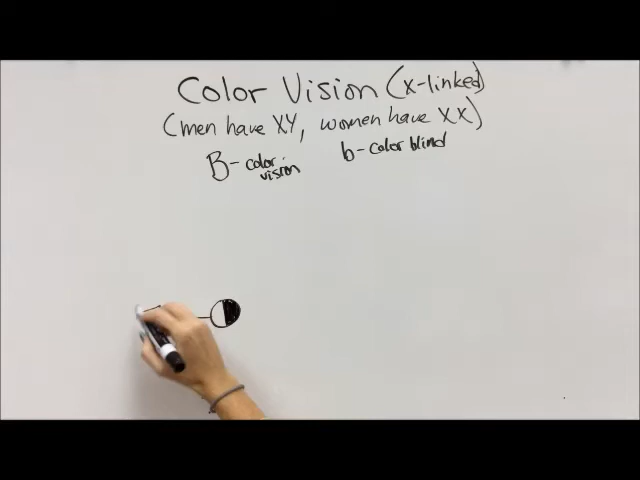 Color Vision (x-linked)
(men have XY, women have XX)
B- color vision
b- color blind